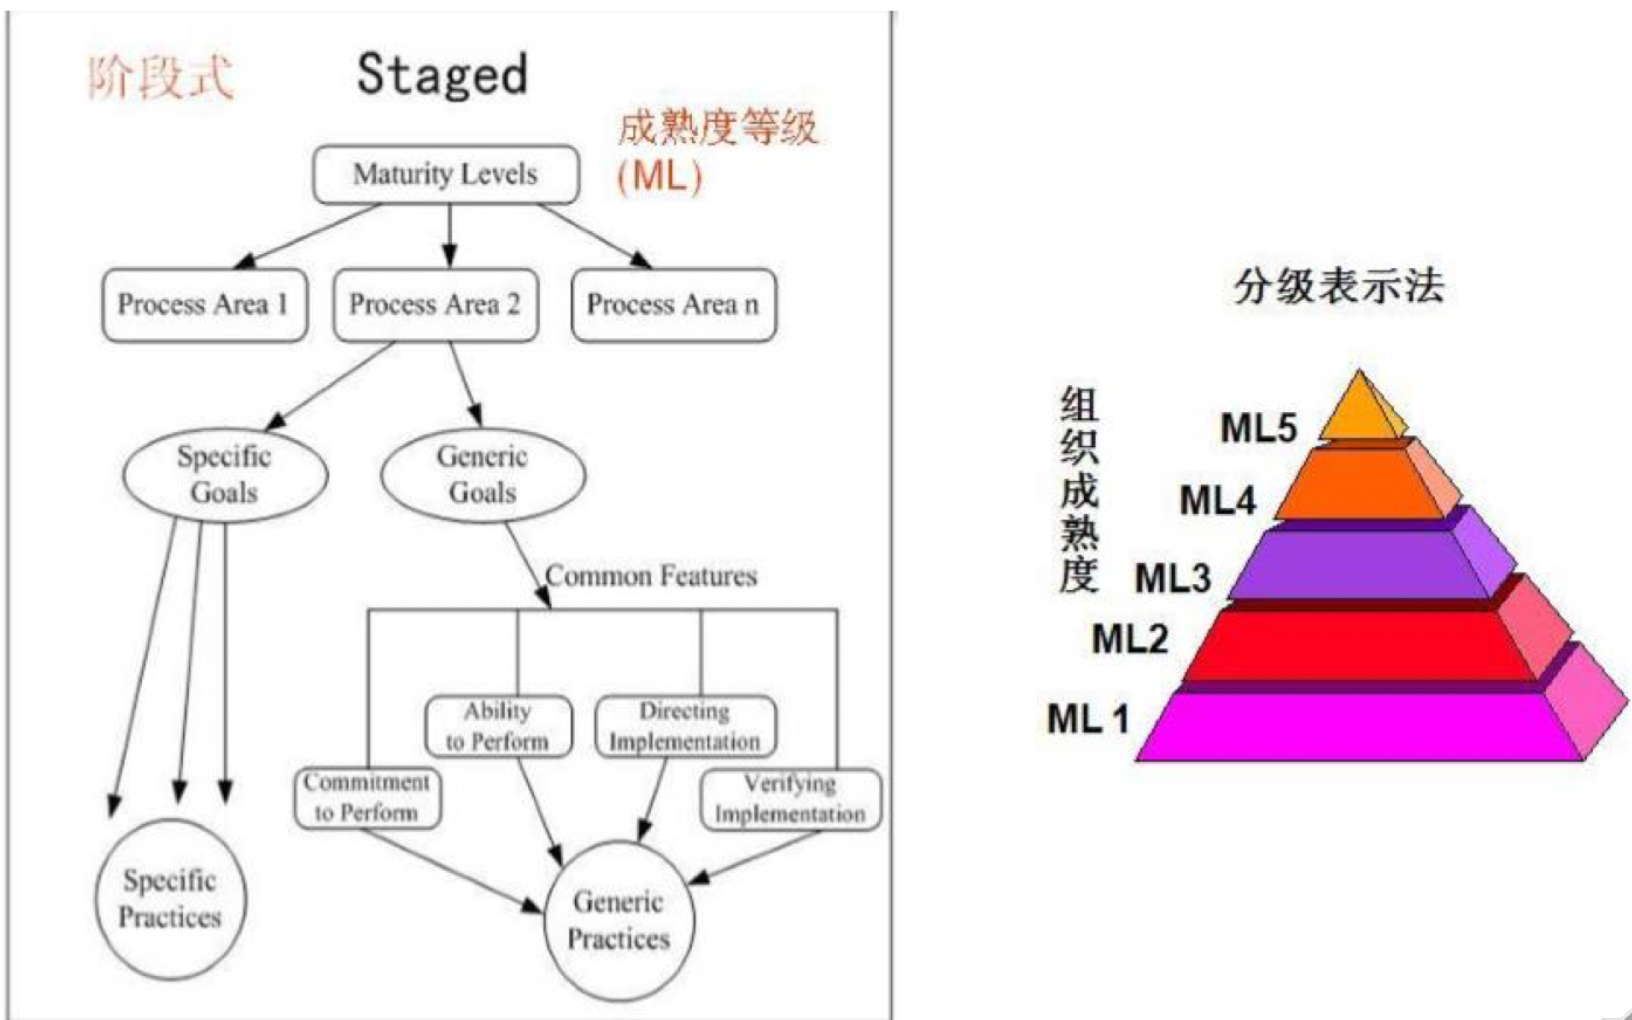 阶段式 Staged
成熟度等级
(ML)
Maturity Levels
Process Area 1
Process Area 2
Process Area n
Specific
Goals
Generic
Goals
Common Features
Ability
to Perform
Directing
Implementation
Commitment
to Perform
Verifying
Implementation
Specific
Practices
Generic
Practices
分级表示法
组织成熟度
ML5
ML4
ML3
ML2
ML 1